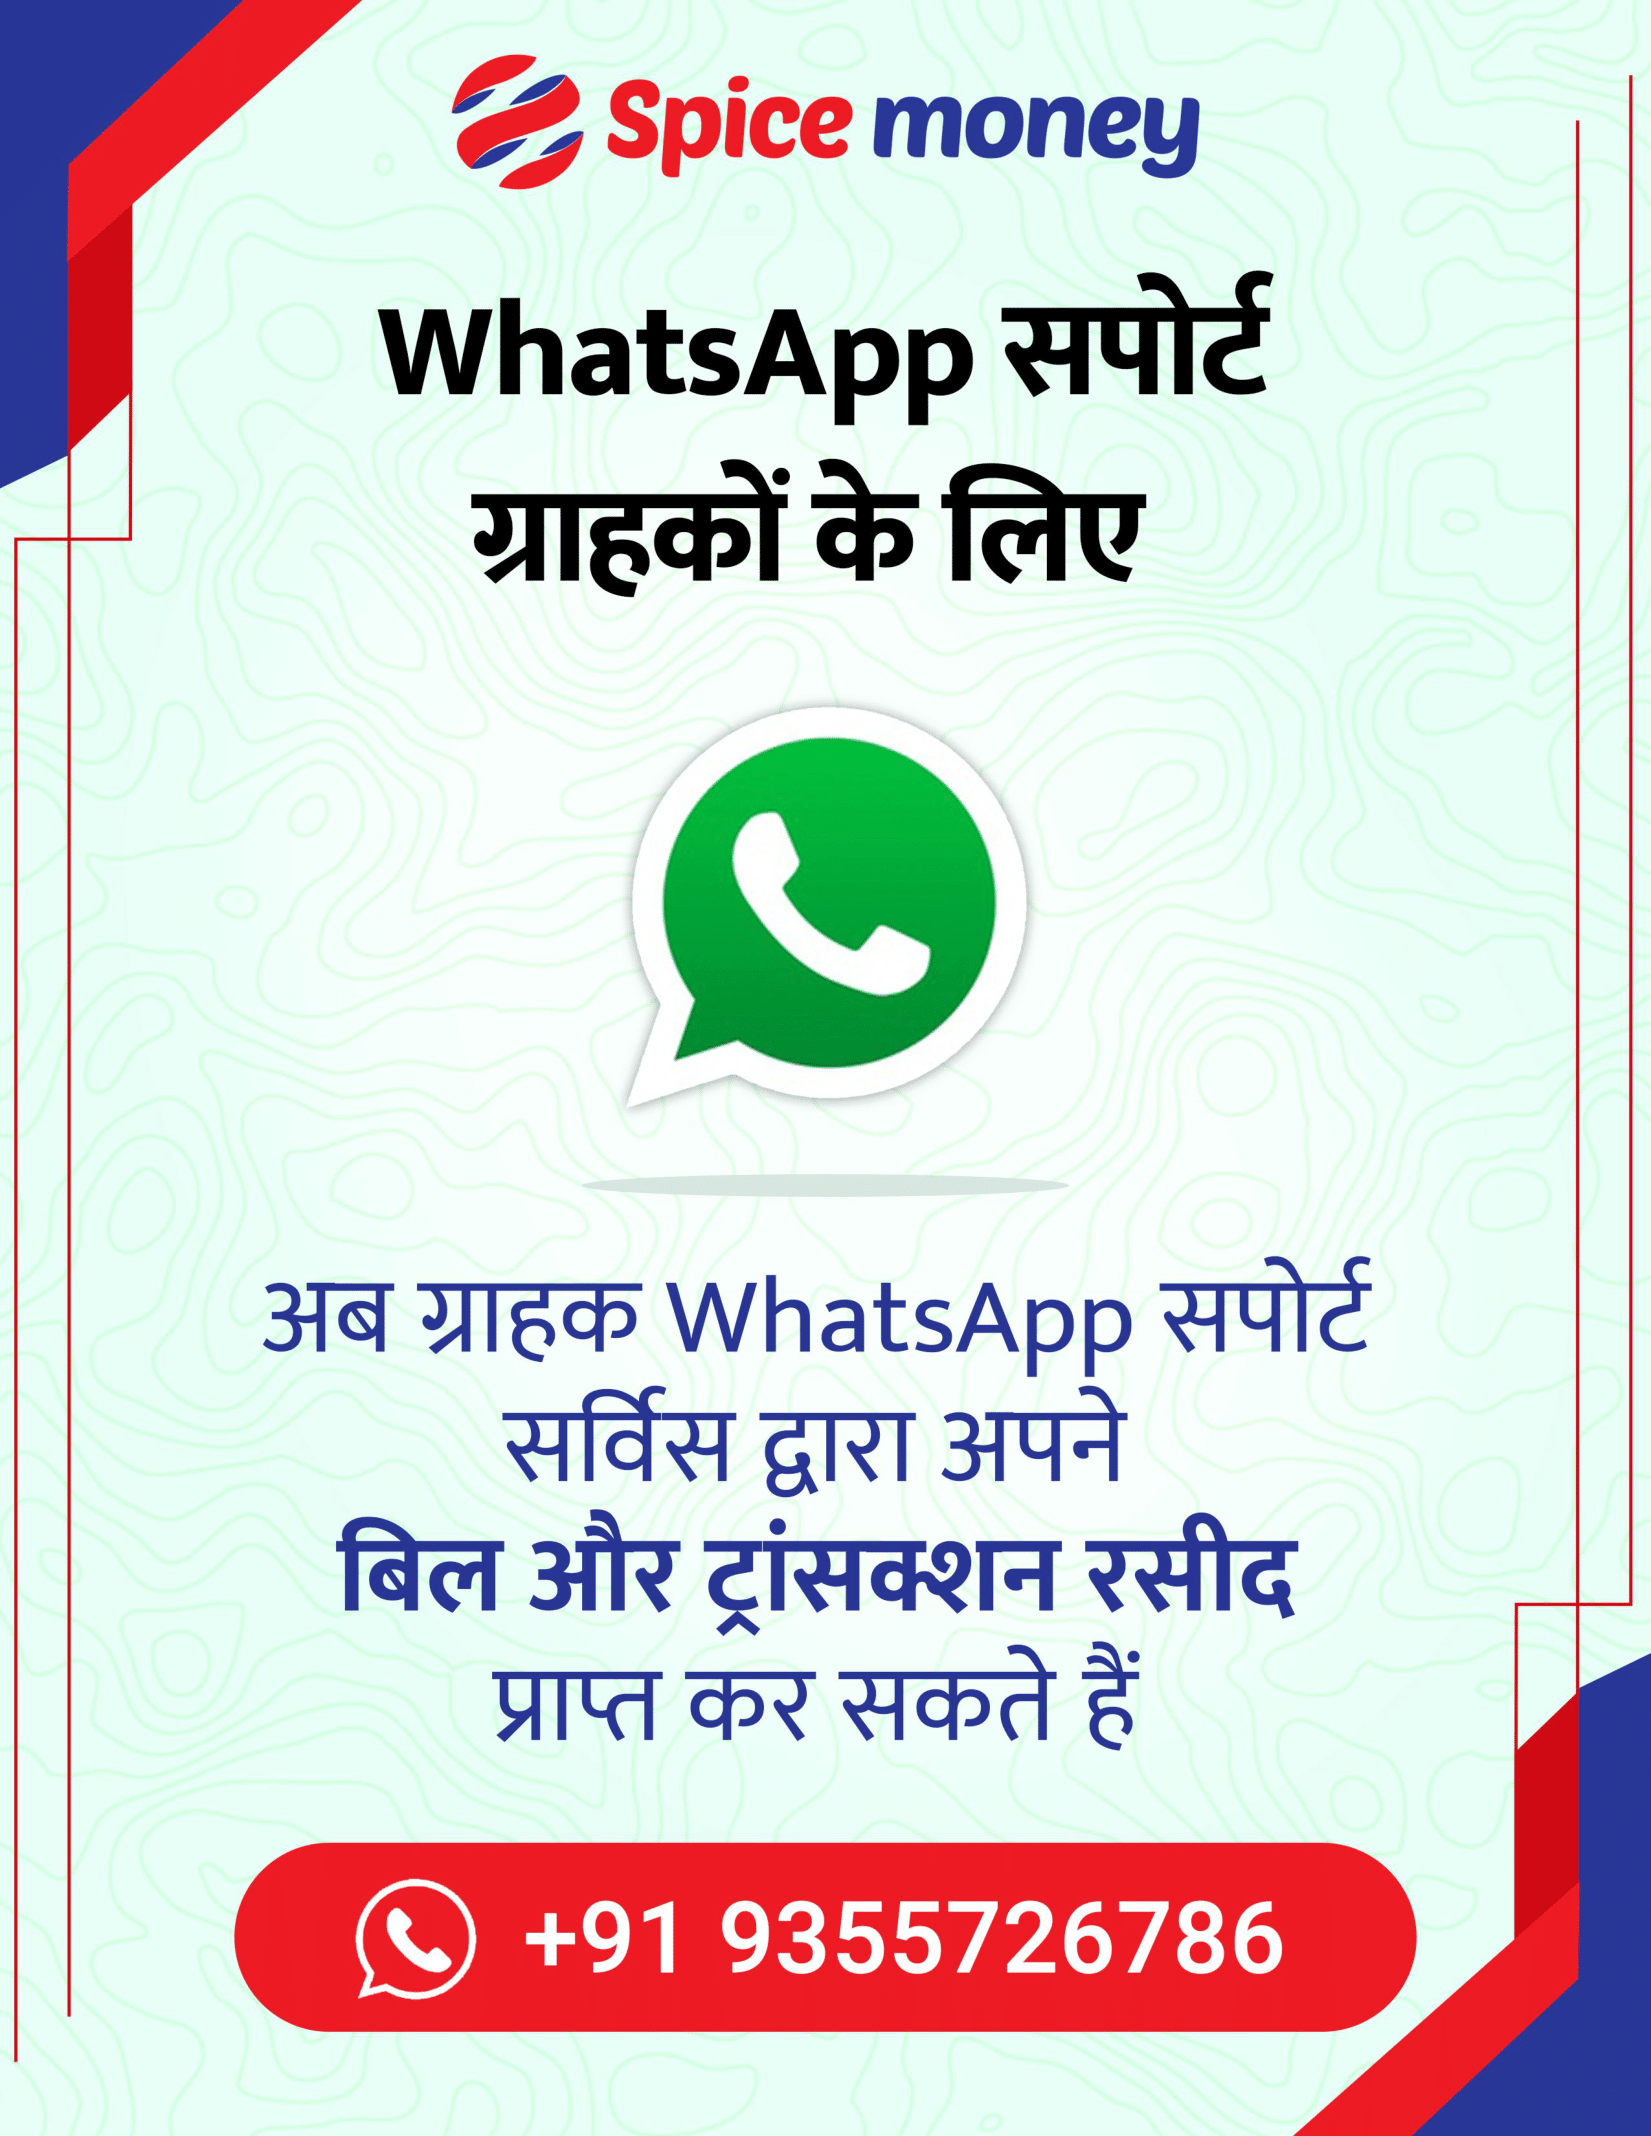 Spice money
WhatsApp सपोर्ट
ग्राहकों के लिए
अब ग्राहक WhatsApp सपोर्ट
सर्विस द्वारा अपने
बिल और ट्रांसक्शन रसीद
प्राप्त कर सकते हैं
+91 9355726786